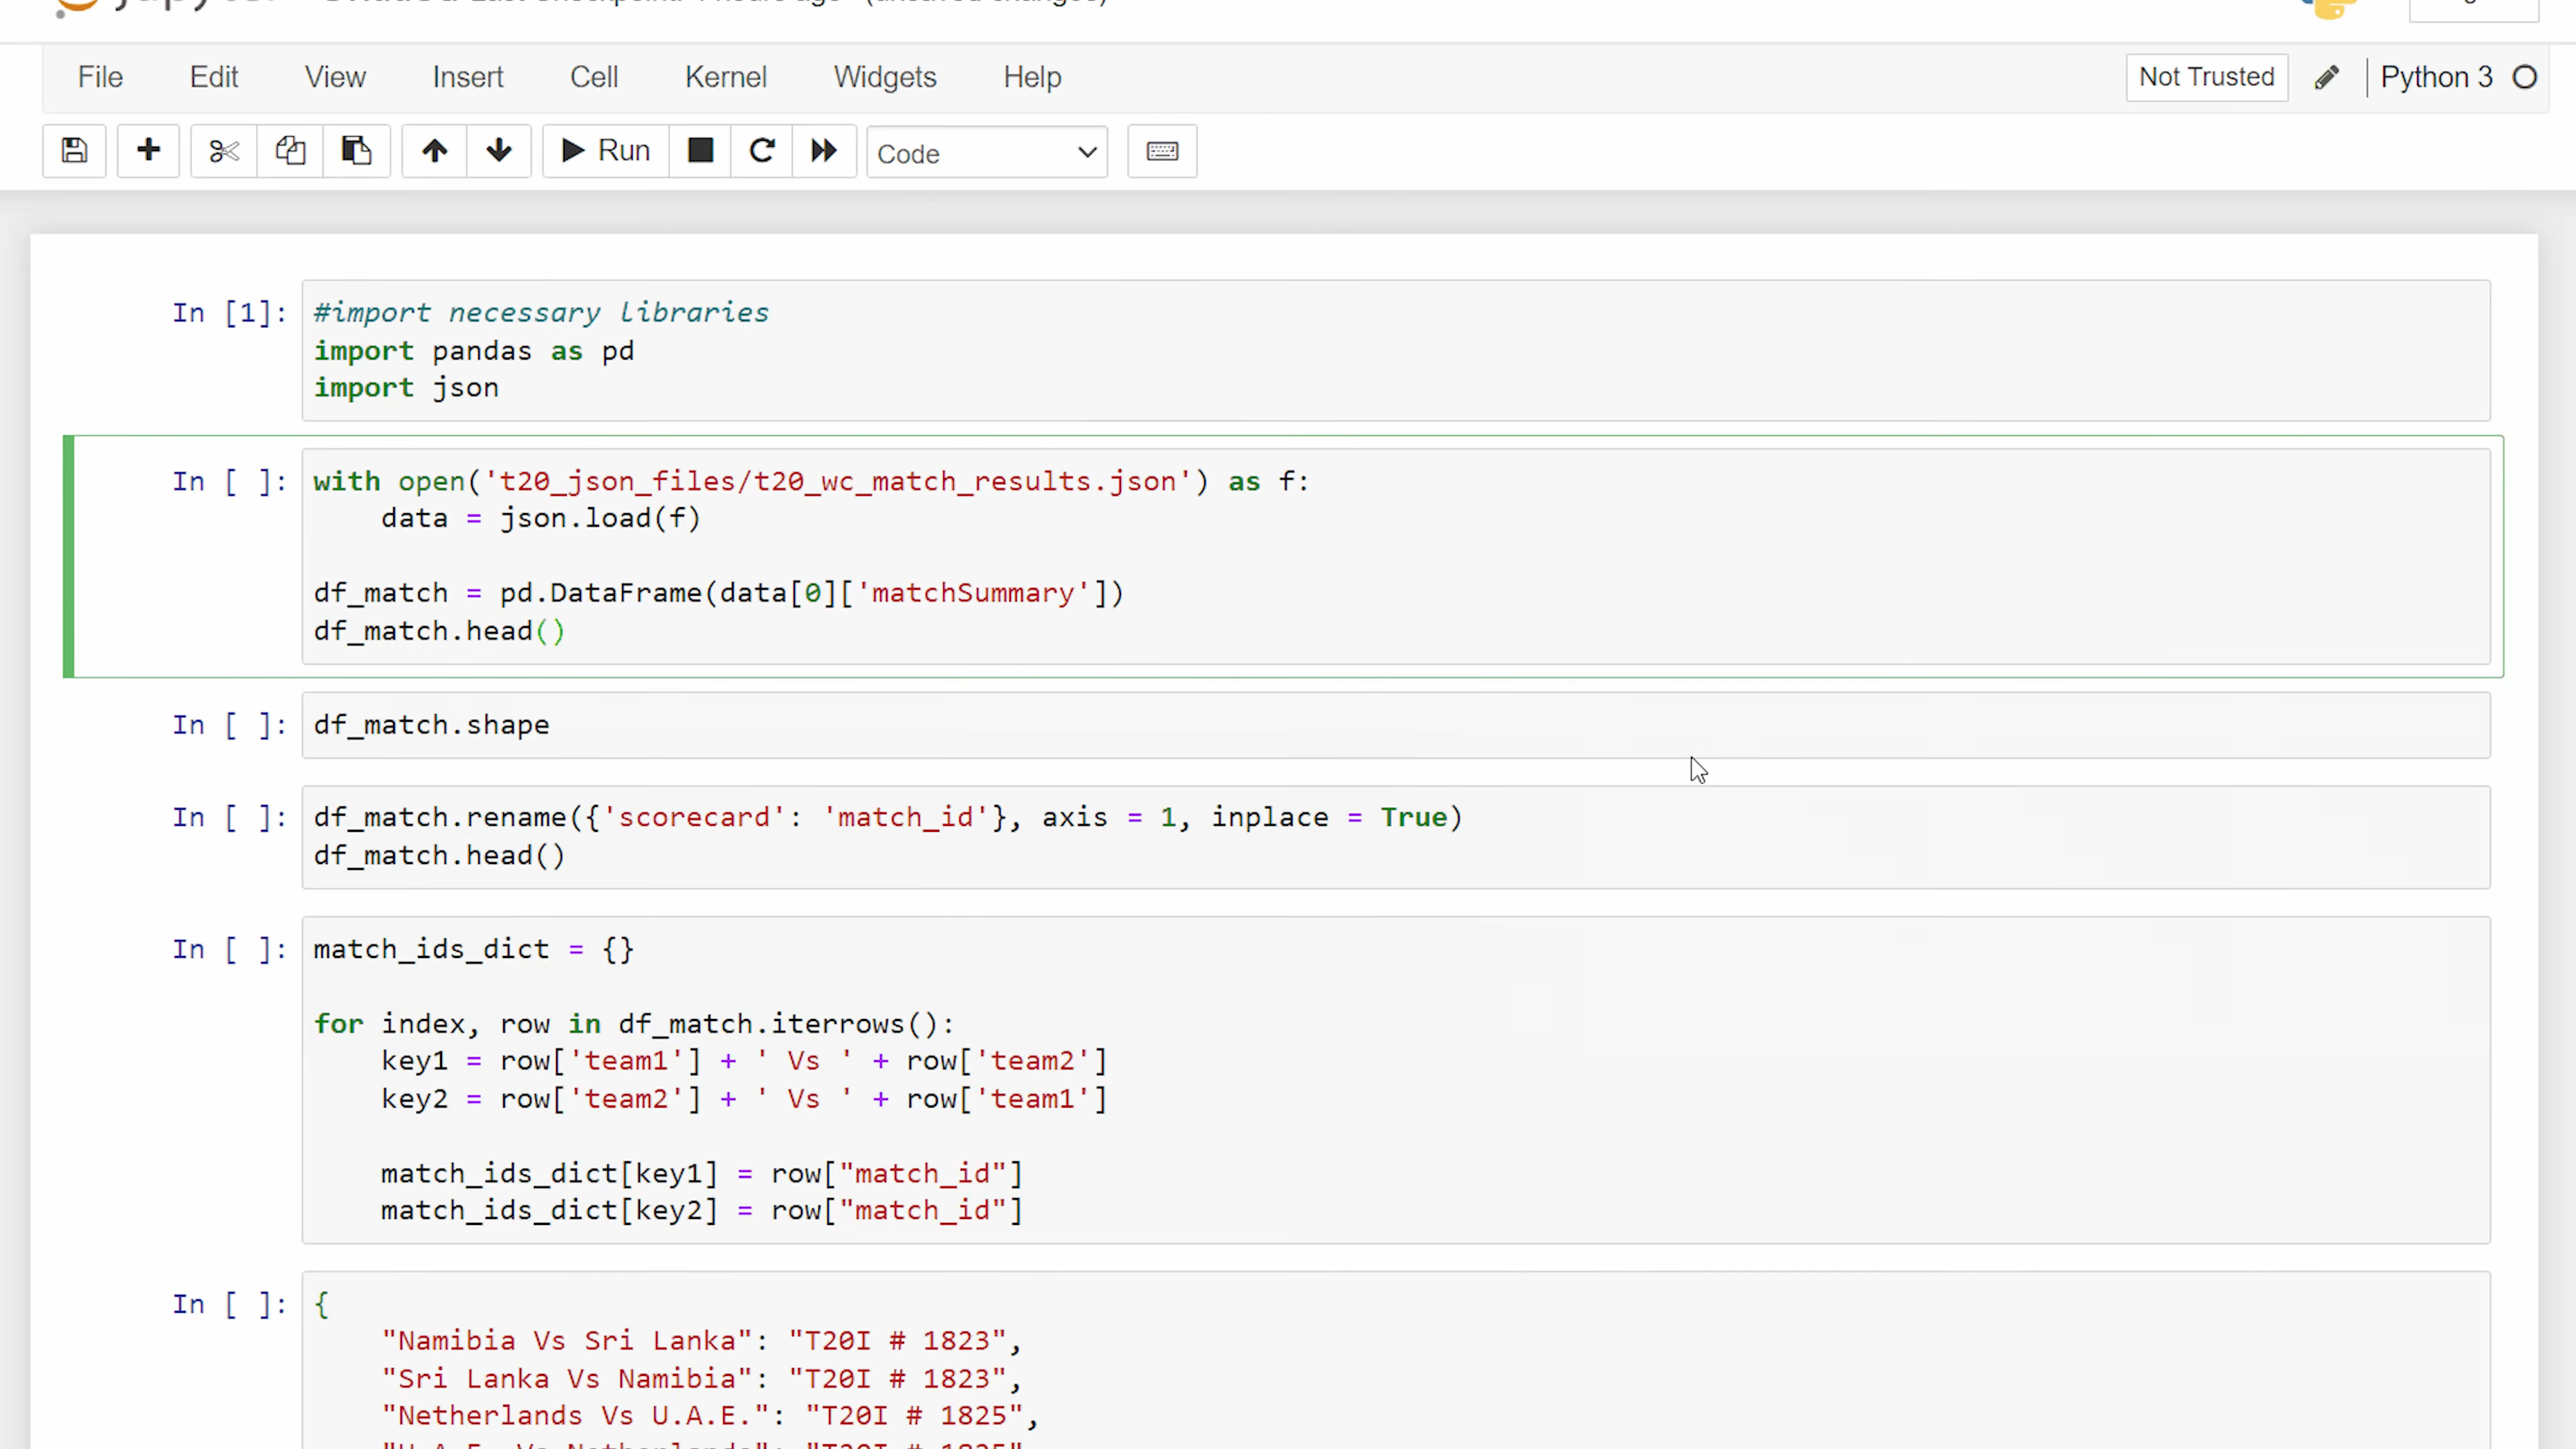 File Edit View Insert Cell Kernel Widgets Help Not Trusted Python 3
Run Code
In [1]: #import necessary libraries
import pandas as pd
import json
In [ ]: with open('t20_json_files/t20_wc_match_results.json') as f:
data = json.load(f)
df_match = pd.DataFrame(data[0]['matchSummary'])
df_match.head()
In [ ]: df_match.shape
In [ ]: df_match.rename({'scorecard': 'match_id'}, axis = 1, inplace = True)
df_match.head()
In [ ]: match_ids_dict = {}
for index, row in df_match.iterrows():
key1 = row['team1'] + ' Vs ' + row['team2']
key2 = row['team2'] + ' Vs ' + row['team1']
match_ids_dict[key1] = row["match_id"]
match_ids_dict[key2] = row["match_id"]
In [ ]: {
"Namibia Vs Sri Lanka": "T20I # 1823",
"Sri Lanka Vs Namibia": "T20I # 1823",
"Netherlands Vs U.A.E.": "T20I # 1825",